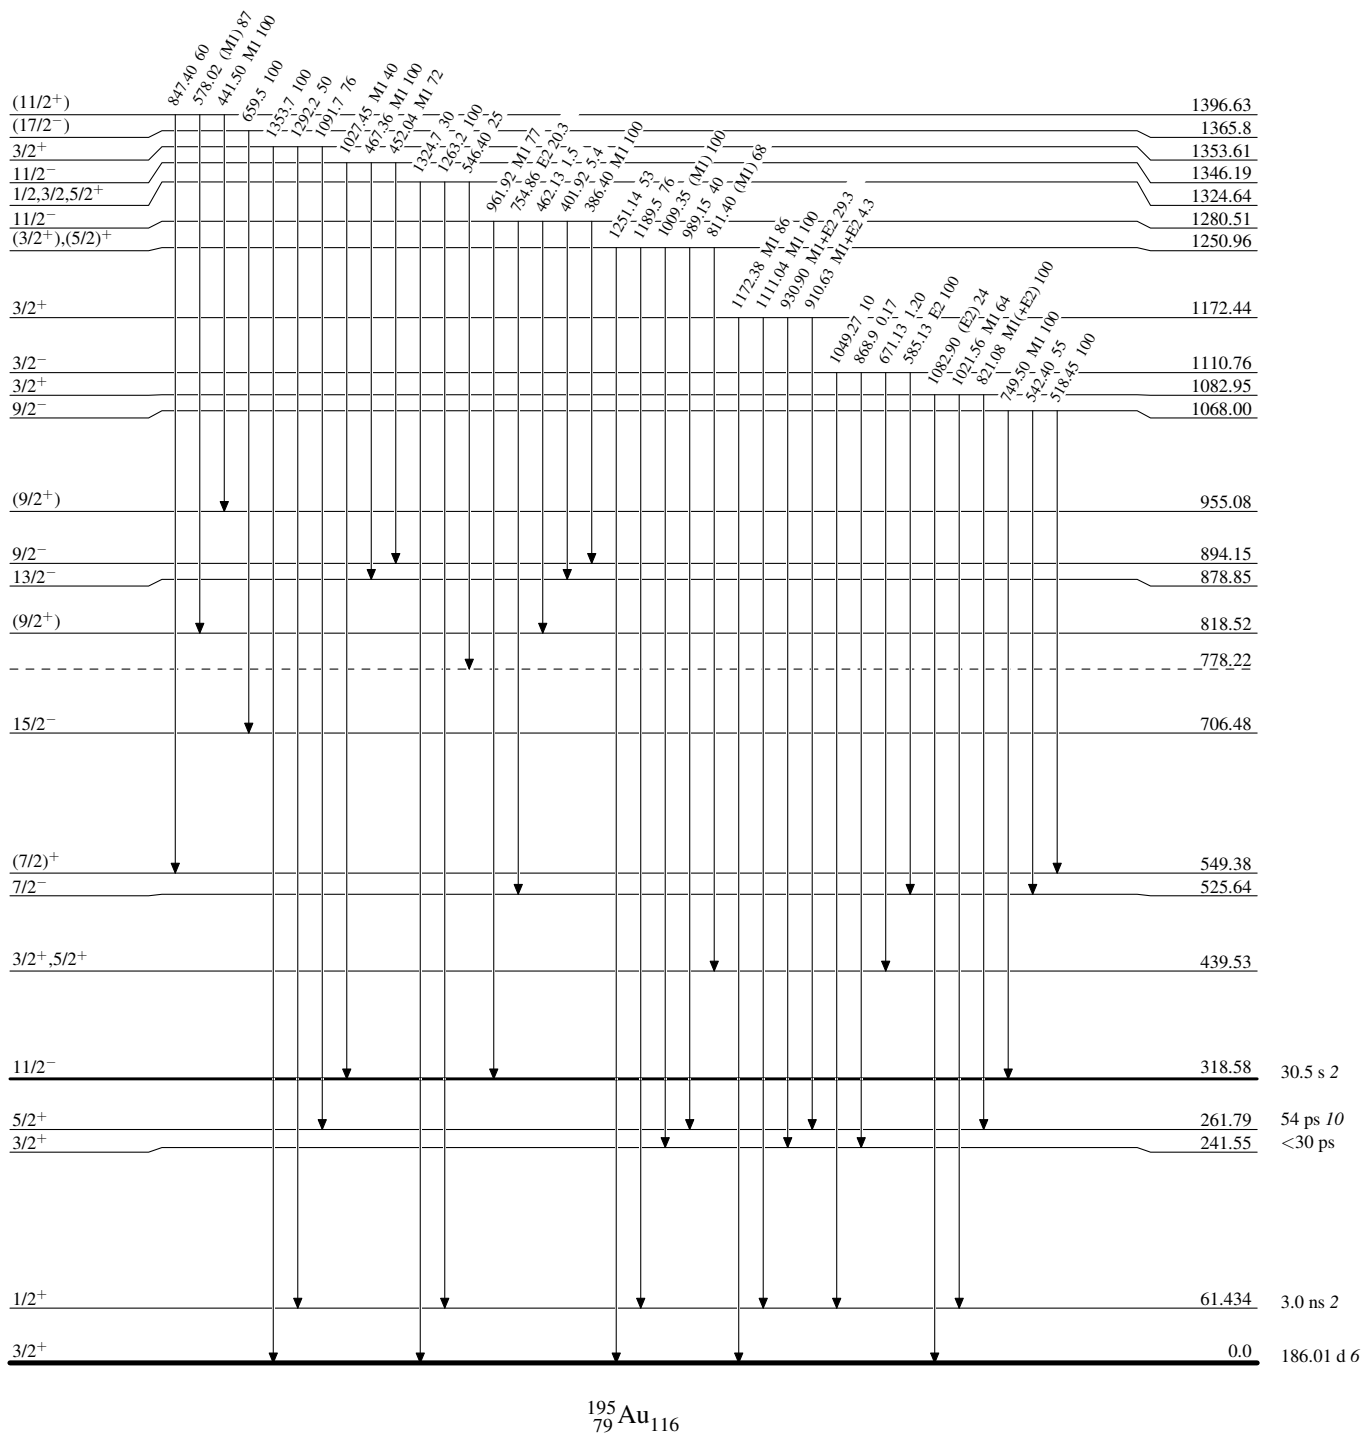 847.40 60
578.02 (M1) 87
441.50 M1 100
659.5 100
1353.7 100
1292.2 50
1091.7 76
1027.45 M1 40
467.36 M1 100
452.04 M1 72
1324.7 30
1263.2 100
546.40 25
961.92 M1 77
754.86 E2 20.3
462.13 1.5
401.92 5.4
386.40 M1 100
1251.14 53
1189.5 76
1009.35 (M1) 100
989.15 40
811.40 (M1) 68
1172.38 M1 86
1111.04 M1 100
930.90 M1+E2 29.3
910.63 M1+E2 4.3
1049.27 10
868.9 0.17
671.13 1.20
585.13 E2 100
1082.90 (E2) 24
1021.56 M1 64
821.08 M1(+E2) 100
749.50 M1 100
542.40 55
518.45 100
(11/2⁺) 1396.63
(17/2⁻) 1365.8
3/2⁺ 1353.61
11/2⁻ 1346.19
1/2,3/2,5/2⁺ 1324.64
11/2⁻ 1280.51
(3/2⁺),(5/2)⁺ 1250.96
3/2⁺ 1172.44
3/2⁻ 1110.76
3/2⁺ 1082.95
9/2⁻ 1068.00
(9/2⁺) 955.08
9/2⁻ 894.15
13/2⁻ 878.85
(9/2⁺) 818.52
778.22
15/2⁻ 706.48
(7/2)⁺ 549.38
7/2⁻ 525.64
3/2⁺,5/2⁺ 439.53
11/2⁻ 318.58 30.5 s 2
5/2⁺ 261.79 54 ps 10
3/2⁺ 241.55 <30 ps
1/2⁺ 61.434 3.0 ns 2
3/2⁺ 0.0 186.01 d 6
¹⁹⁵₇₉Au₁₁₆